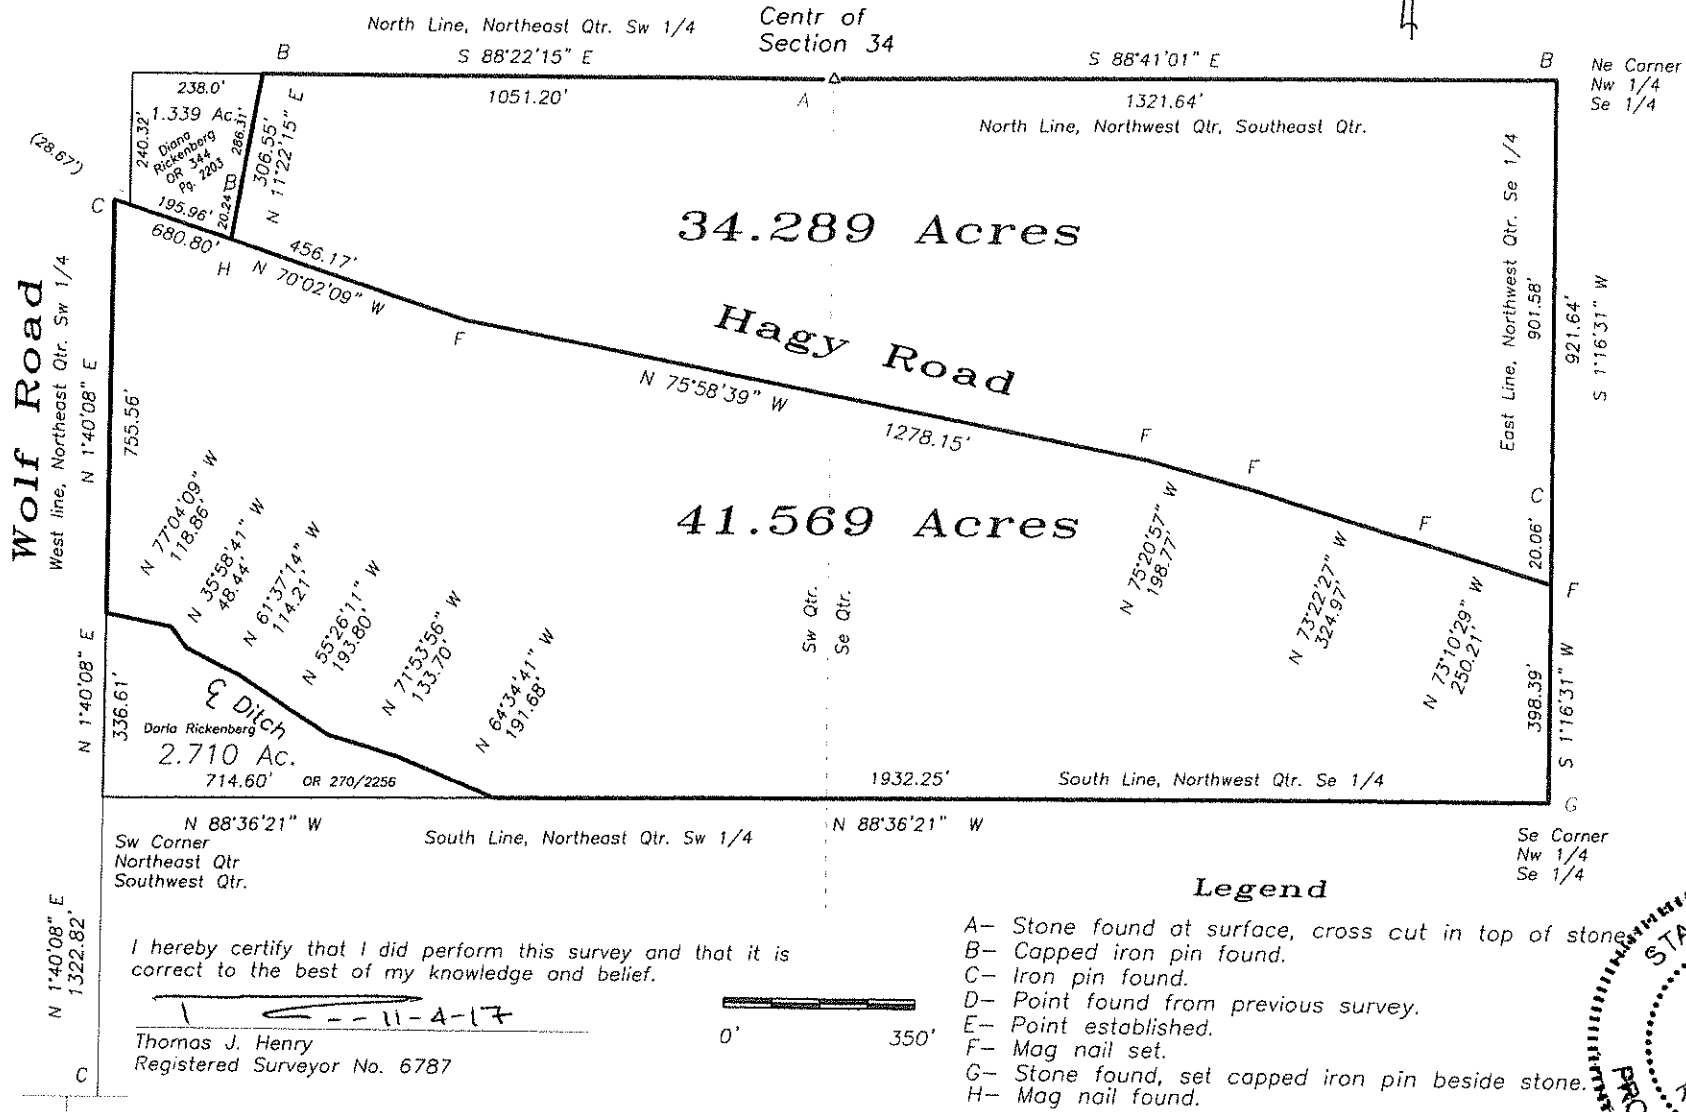 4
North Line, Northeast Qtr. Sw 1/4
Centr of
Section 34
B
S 88°22'15" E
S 88°41'01" E
B
Ne Corner
Nw 1/4
Se 1/4
238.0'
1051.20'
A
1321.64'
North Line, Northwest Qtr, Southeast Qtr.
1.339 Ac.
240.32'
Diana
Rickenberg
OR 344
Pg. 2203
286.31'
306.55'
N 11°22'15" E
(28.67')
B
20.24'
C
195.96'
680.80'
H
456.17'
N 70°02'09" W
F
34.289 Acres
Hagy Road
N 75°58'39" W
1278.15'
East Line, Northwest Qtr. Se 1/4
901.58'
921.64'
S 1°16'31" W
Wolf Road
West line, Northeast Qtr. Sw 1/4
N 1°40'08" E
755.56'
F
F
F
C
20.06'
F
41.569 Acres
N 77°04'09" W
118.86'
N 35°58'41" W
48.44'
N 61°37'14" W
114.21'
N 55°26'11" W
193.80'
N 71°53'56" W
133.70'
N 64°34'41" W
191.68'
Sw Qtr.
Se Qtr.
N 75°20'57" W
198.77'
N 73°22'27" W
324.97'
N 73°10'29" W
250.21'
398.39'
S 1°16'31" W
N 1°40'08" E
336.61'
Ditch
Darla Rickenberg
2.710 Ac.
714.60'
OR 270/2256
1932.25'
South Line, Northwest Qtr. Se 1/4
G
N 88°36'21" W
South Line, Northeast Qtr. Sw 1/4
N 88°36'21" W
Sw Corner
Northeast Qtr
Southwest Qtr.
Se Corner
Nw 1/4
Se 1/4
N 1°40'08" E
1322.82'
C
I hereby certify that I did perform this survey and that it is
correct to the best of my knowledge and belief.
11-4-17
Thomas J. Henry
Registered Surveyor No. 6787
0'
350'
Legend
A– Stone found at surface, cross cut in top of stone.
B– Capped iron pin found.
C– Iron pin found.
D– Point found from previous survey.
E– Point established.
F– Mag nail set.
G– Stone found, set capped iron pin beside stone.
H– Mag nail found.
STA
PRO